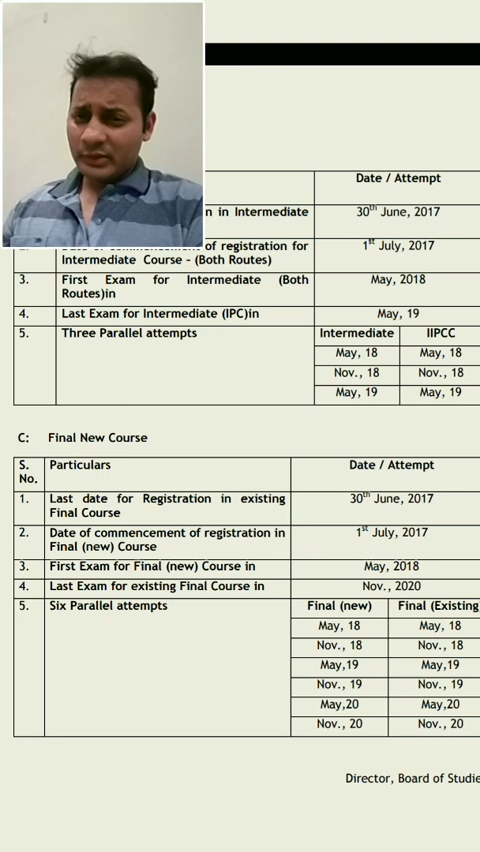 Date / Attempt
n in Intermediate 30th June, 2017
of registration for 1st July, 2017
Intermediate Course - (Both Routes)
3. First Exam for Intermediate (Both May, 2018
Routes)in
4. Last Exam for Intermediate (IPC)in May, 19
5. Three Parallel attempts Intermediate IIPCC
May, 18 May, 18
Nov., 18 Nov., 18
May, 19 May, 19
C: Final New Course
S. Particulars Date / Attempt
No.
1. Last date for Registration in existing 30th June, 2017
Final Course
2. Date of commencement of registration in 1st July, 2017
Final (new) Course
3. First Exam for Final (new) Course in May, 2018
4. Last Exam for existing Final Course in Nov., 2020
5. Six Parallel attempts Final (new) Final (Existing
May, 18 May, 18
Nov., 18 Nov., 18
May,19 May,19
Nov., 19 Nov., 19
May,20 May,20
Nov., 20 Nov., 20
Director, Board of Studie